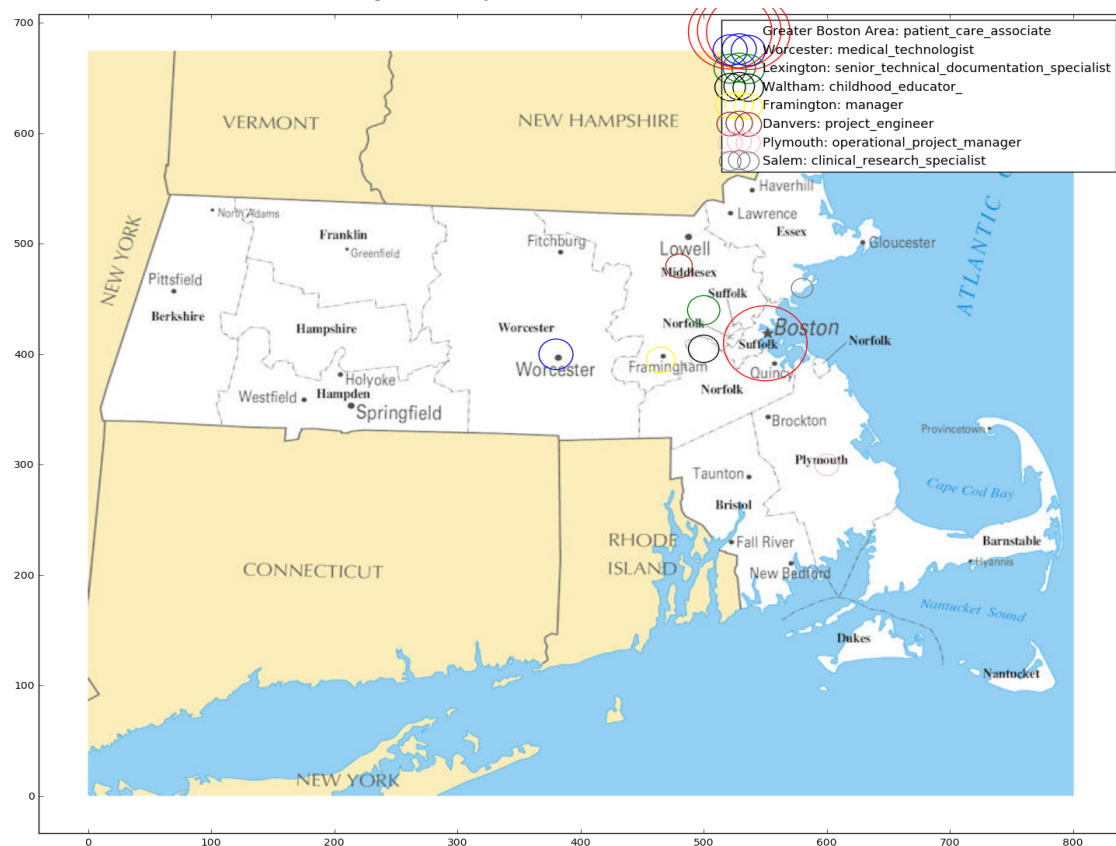 700
600
500
400
300
200
100
0
0
100
200
300
400
500
600
700
800
Greater Boston Area: patient_care_associate
Worcester: medical_technologist
Lexington: senior_technical_documentation_specialist
Waltham: childhood_educator_
Framington: manager
Danvers: project_engineer
Plymouth: operational_project_manager
Salem: clinical_research_specialist
VERMONT
NEW HAMPSHIRE
NEW YORK
ATLANTIC
Haverhill
Lawrence
Essex
Gloucester
North Adams
Franklin
Greenfield
Fitchburg
Lowell
Middlesex
Pittsfield
Berkshire
Hampshire
Suffolk
Norfolk
Worcester
Boston
Suffolk
Norfolk
Worcester
Framingham
Quincy
Norfolk
Holyoke
Westfield
Hampden
Springfield
Brockton
Provincetown
Taunton
Plymouth
Cape Cod Bay
Bristol
Fall River
Barnstable
New Bedford
Hyannis
RHODE
ISLAND
CONNECTICUT
Nantucket Sound
Dukes
Nantucket
NEW YORK